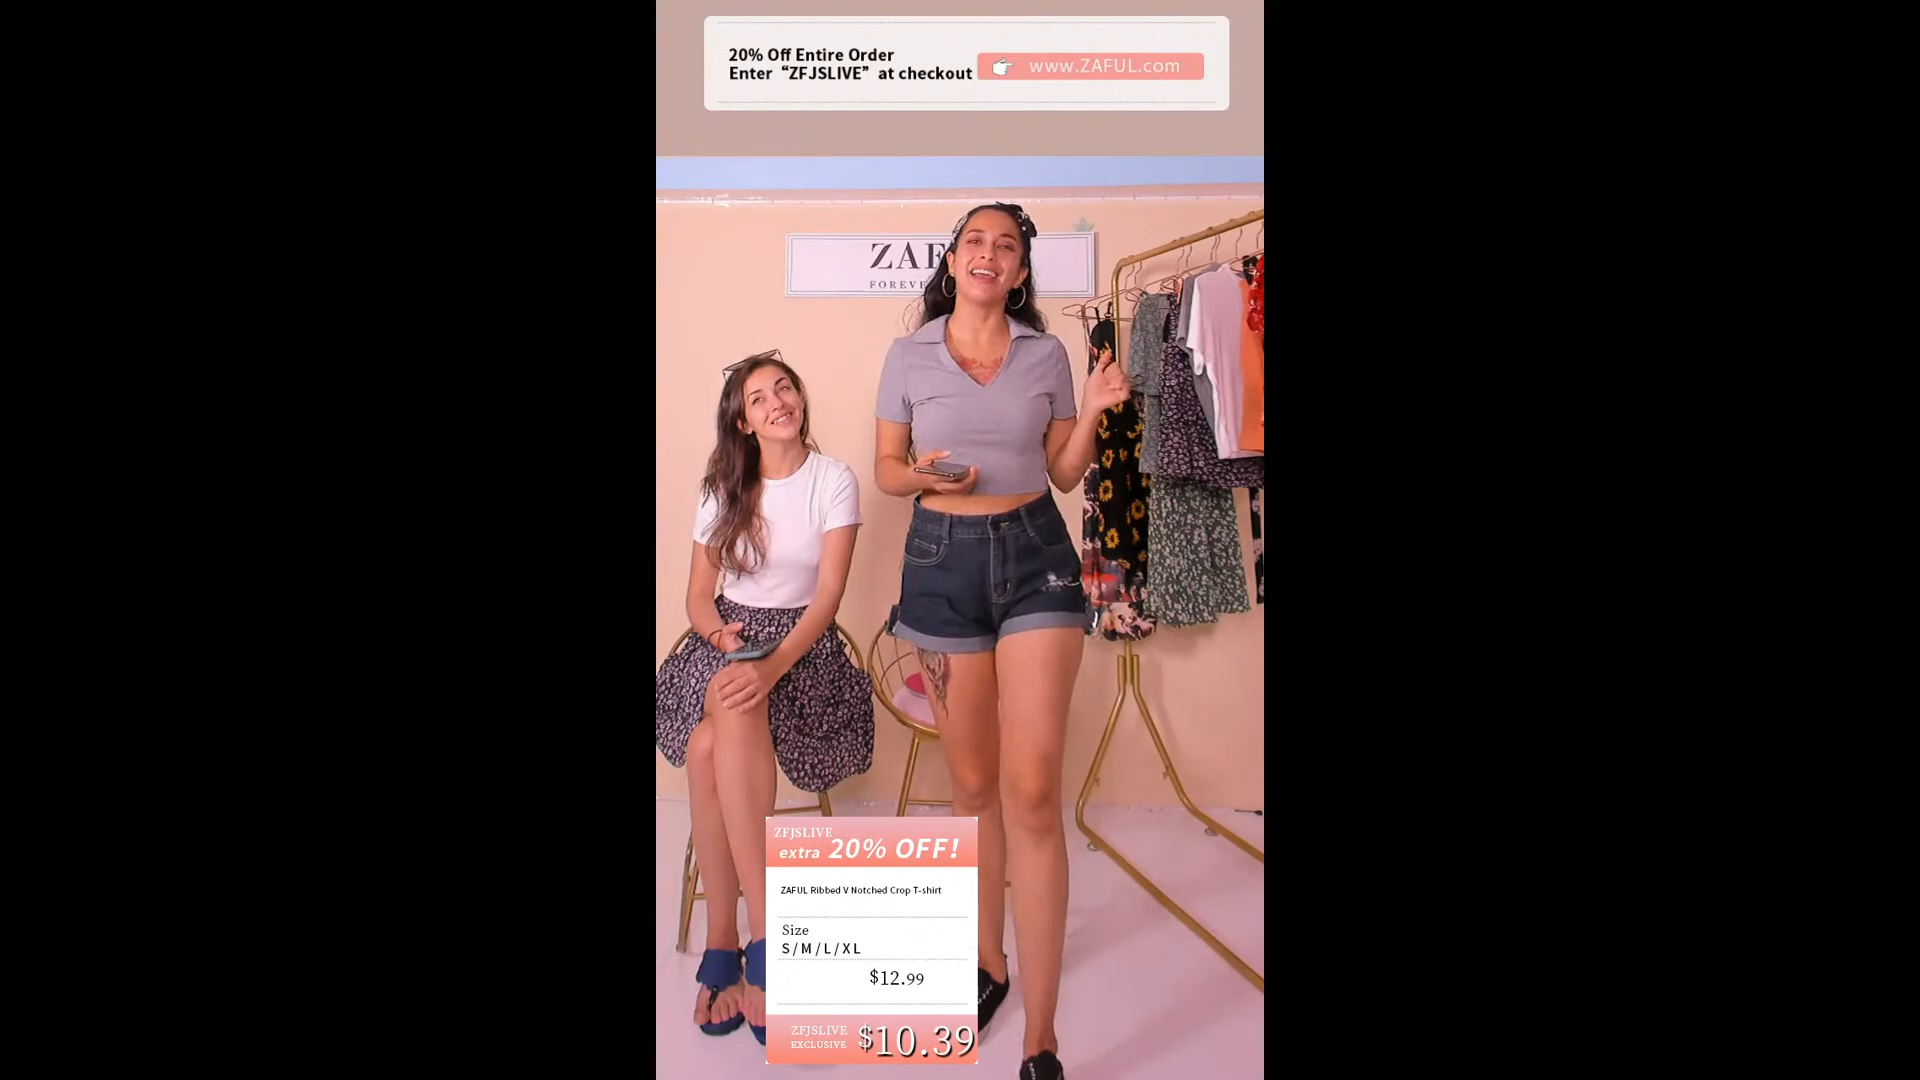 20% Off Entire Order
Enter “ZFJSLIVE” at checkout
www.ZAFUL.com
ZAF
FOREVE
ZFJSLIVE
extra 20% OFF!
ZAFUL Ribbed V Notched Crop T-shirt
Size
S/M/L/XL
$12.99
ZFJSLIVE
EXCLUSIVE
$10.39